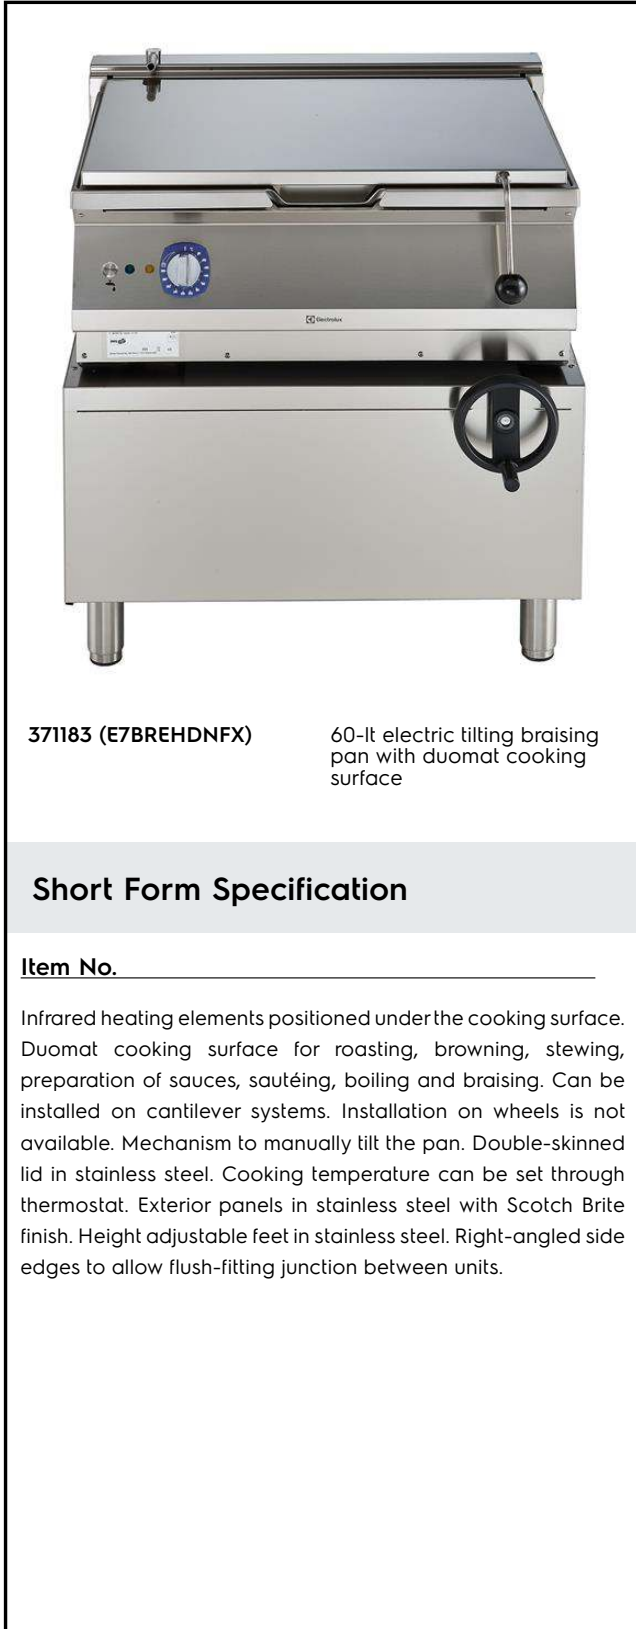 Electrolux
371183 (E7BREHDNFX)
60-lt electric tilting braising
pan with duomat cooking
surface
Short Form Specification
Item No.
Infrared heating elements positioned under the cooking surface.
Duomat cooking surface for roasting, browning, stewing,
preparation of sauces, sautéing, boiling and braising. Can be
installed on cantilever systems. Installation on wheels is not
available. Mechanism to manually tilt the pan. Double-skinned
lid in stainless steel. Cooking temperature can be set through
thermostat. Exterior panels in stainless steel with Scotch Brite
finish. Height adjustable feet in stainless steel. Right-angled side
edges to allow flush-fitting junction between units.